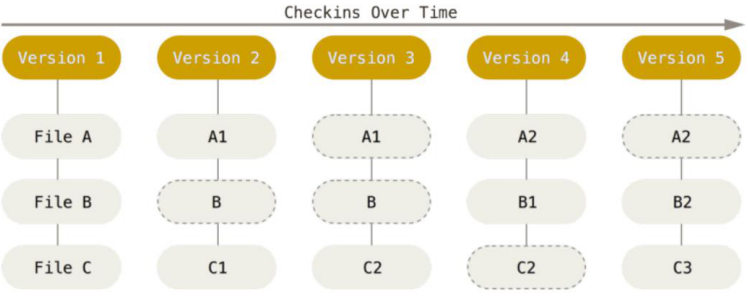 Checkins Over Time
Version 1 Version 2 Version 3 Version 4 Version 5
File A A1 A1 A2 A2
File B B B B1 B2
File C C1 C2 C2 C3